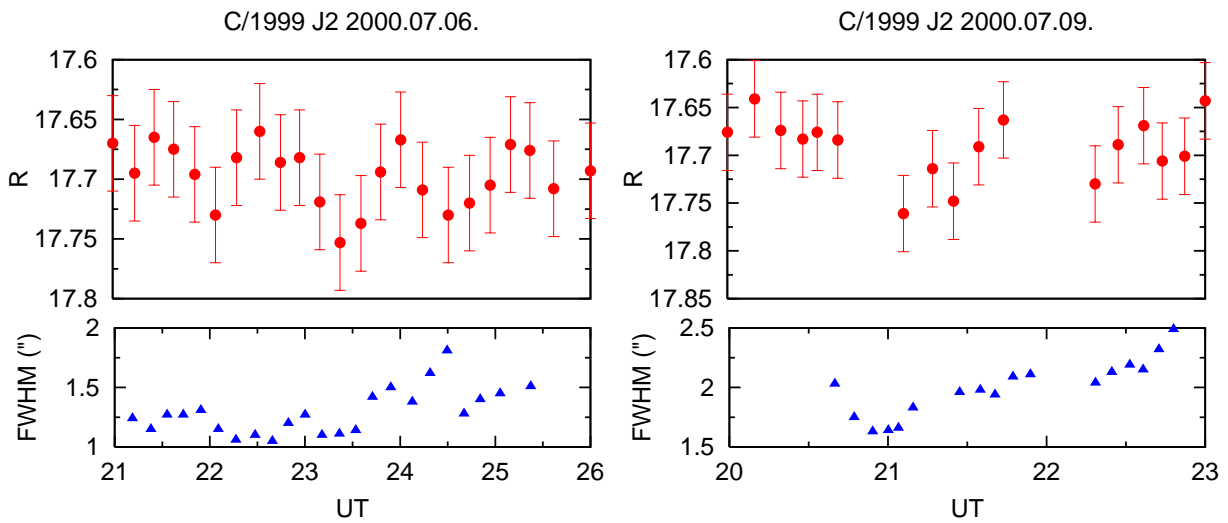 C/1999 J2 2000.07.06.
17.6
17.65
17.7
17.75
17.8
R
2
1.5
1
FWHM (")
21 22 23 24 25 26
UT
C/1999 J2 2000.07.09.
17.6
17.65
17.7
17.75
17.8
17.85
R
2.5
2
1.5
FWHM (")
20 21 22 23
UT